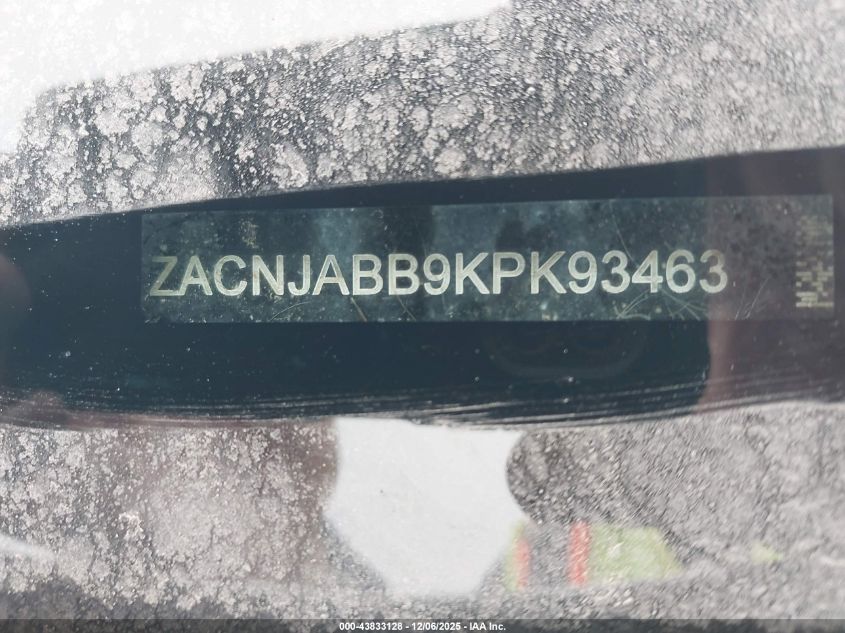 ZACNJABB9KPK93463
000-43833128 - 12/06/2025 - IAA Inc.